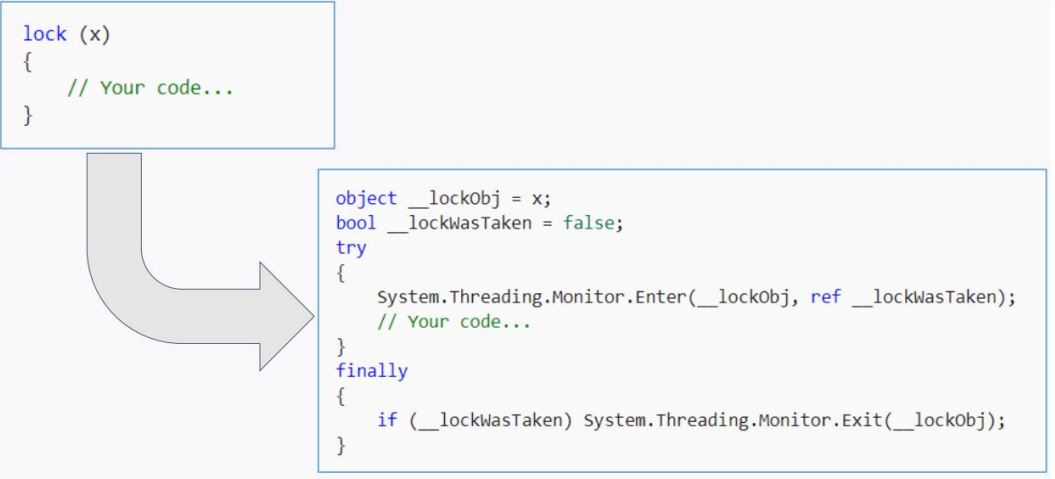 lock (x)
{
    // Your code...
}
object __lockObj = x;
bool __lockWasTaken = false;
try
{
    System.Threading.Monitor.Enter(__lockObj, ref __lockWasTaken);
    // Your code...
}
finally
{
    if (__lockWasTaken) System.Threading.Monitor.Exit(__lockObj);
}